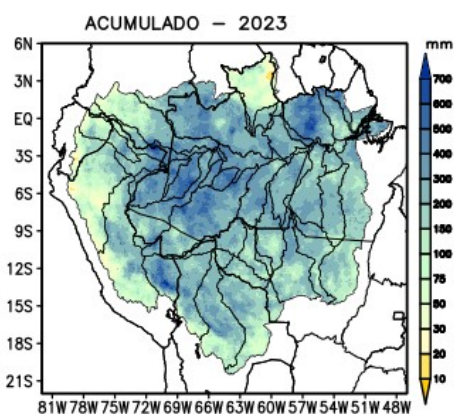 ACUMULADO – 2023
mm
6N
3N
EQ
3S
6S
9S
12S
15S
18S
21S
700
600
500
400
300
200
150
100
75
50
30
20
10
81W 78W 75W 72W 69W 66W 63W 60W 57W 54W 51W 48W